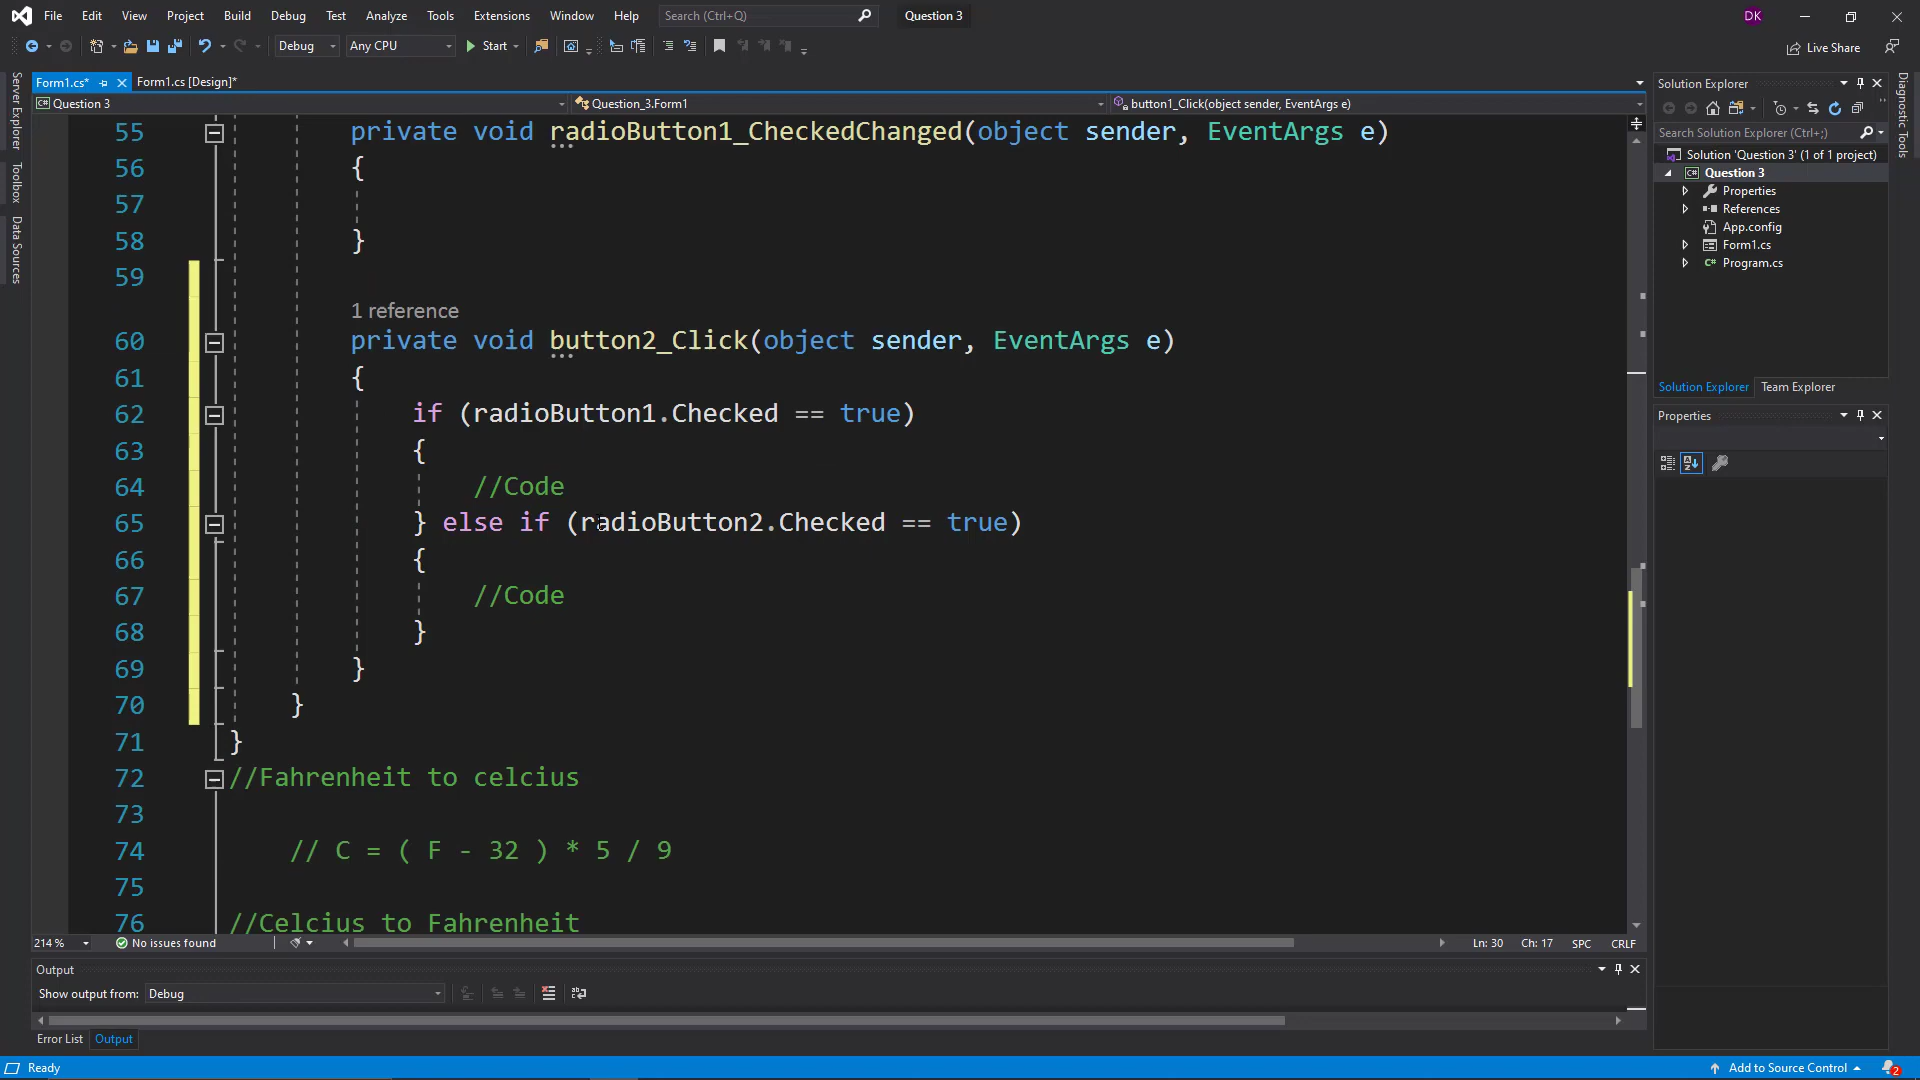 File Edit View Project Build Debug Test Analyze Tools Extensions Window Help Search (Ctrl+Q) Question 3 DK
Debug Any CPU Start Live Share
Form1.cs* Form1.cs [Design]*
Question 3 Question_3.Form1 button1_Click(object sender, EventArgs e)
Server Explorer
Toolbox
Data Sources
55 private void radioButton1_CheckedChanged(object sender, EventArgs e)
56 {
57
58 }
59
1 reference
60 private void button2_Click(object sender, EventArgs e)
61 {
62 if (radioButton1.Checked == true)
63 {
64 //Code
65 } else if (radioButton2.Checked == true)
66 {
67 //Code
68 }
69 }
70 }
71 }
72 //Fahrenheit to celcius
73
74 // C = ( F - 32 ) * 5 / 9
75
76 //Celcius to Fahrenheit
214 % No issues found Ln: 30 Ch: 17 SPC CRLF
Output
Show output from: Debug
Error List Output
Ready Add to Source Control 2
Solution Explorer
Search Solution Explorer (Ctrl+;)
Solution 'Question 3' (1 of 1 project)
C# Question 3
Properties
References
App.config
Form1.cs
C# Program.cs
Solution Explorer Team Explorer
Properties
Diagnostic Tools